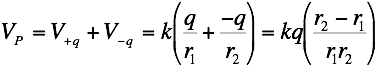 V_P = V_{+q} + V_{-q} = k(q/r_1 + -q/r_2) = kq((r_2 - r_1)/(r_1 r_2))